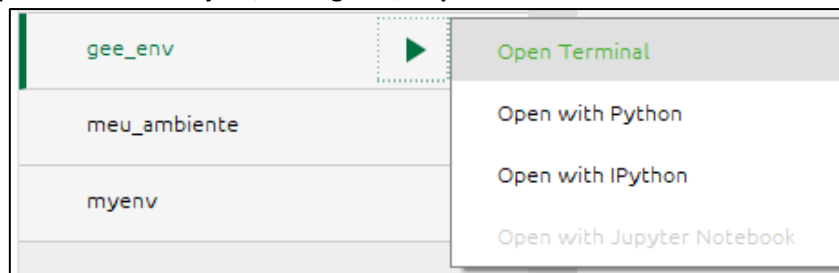 gee_env
Open Terminal
Open with Python
meu_ambiente
Open with IPython
myenv
Open with Jupyter Notebook